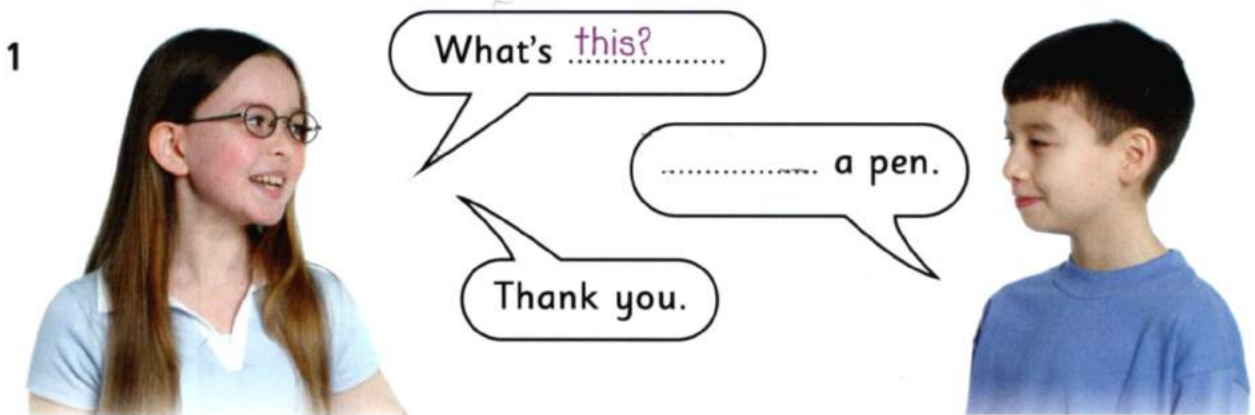 1
What's this?
................. a pen.
Thank you.